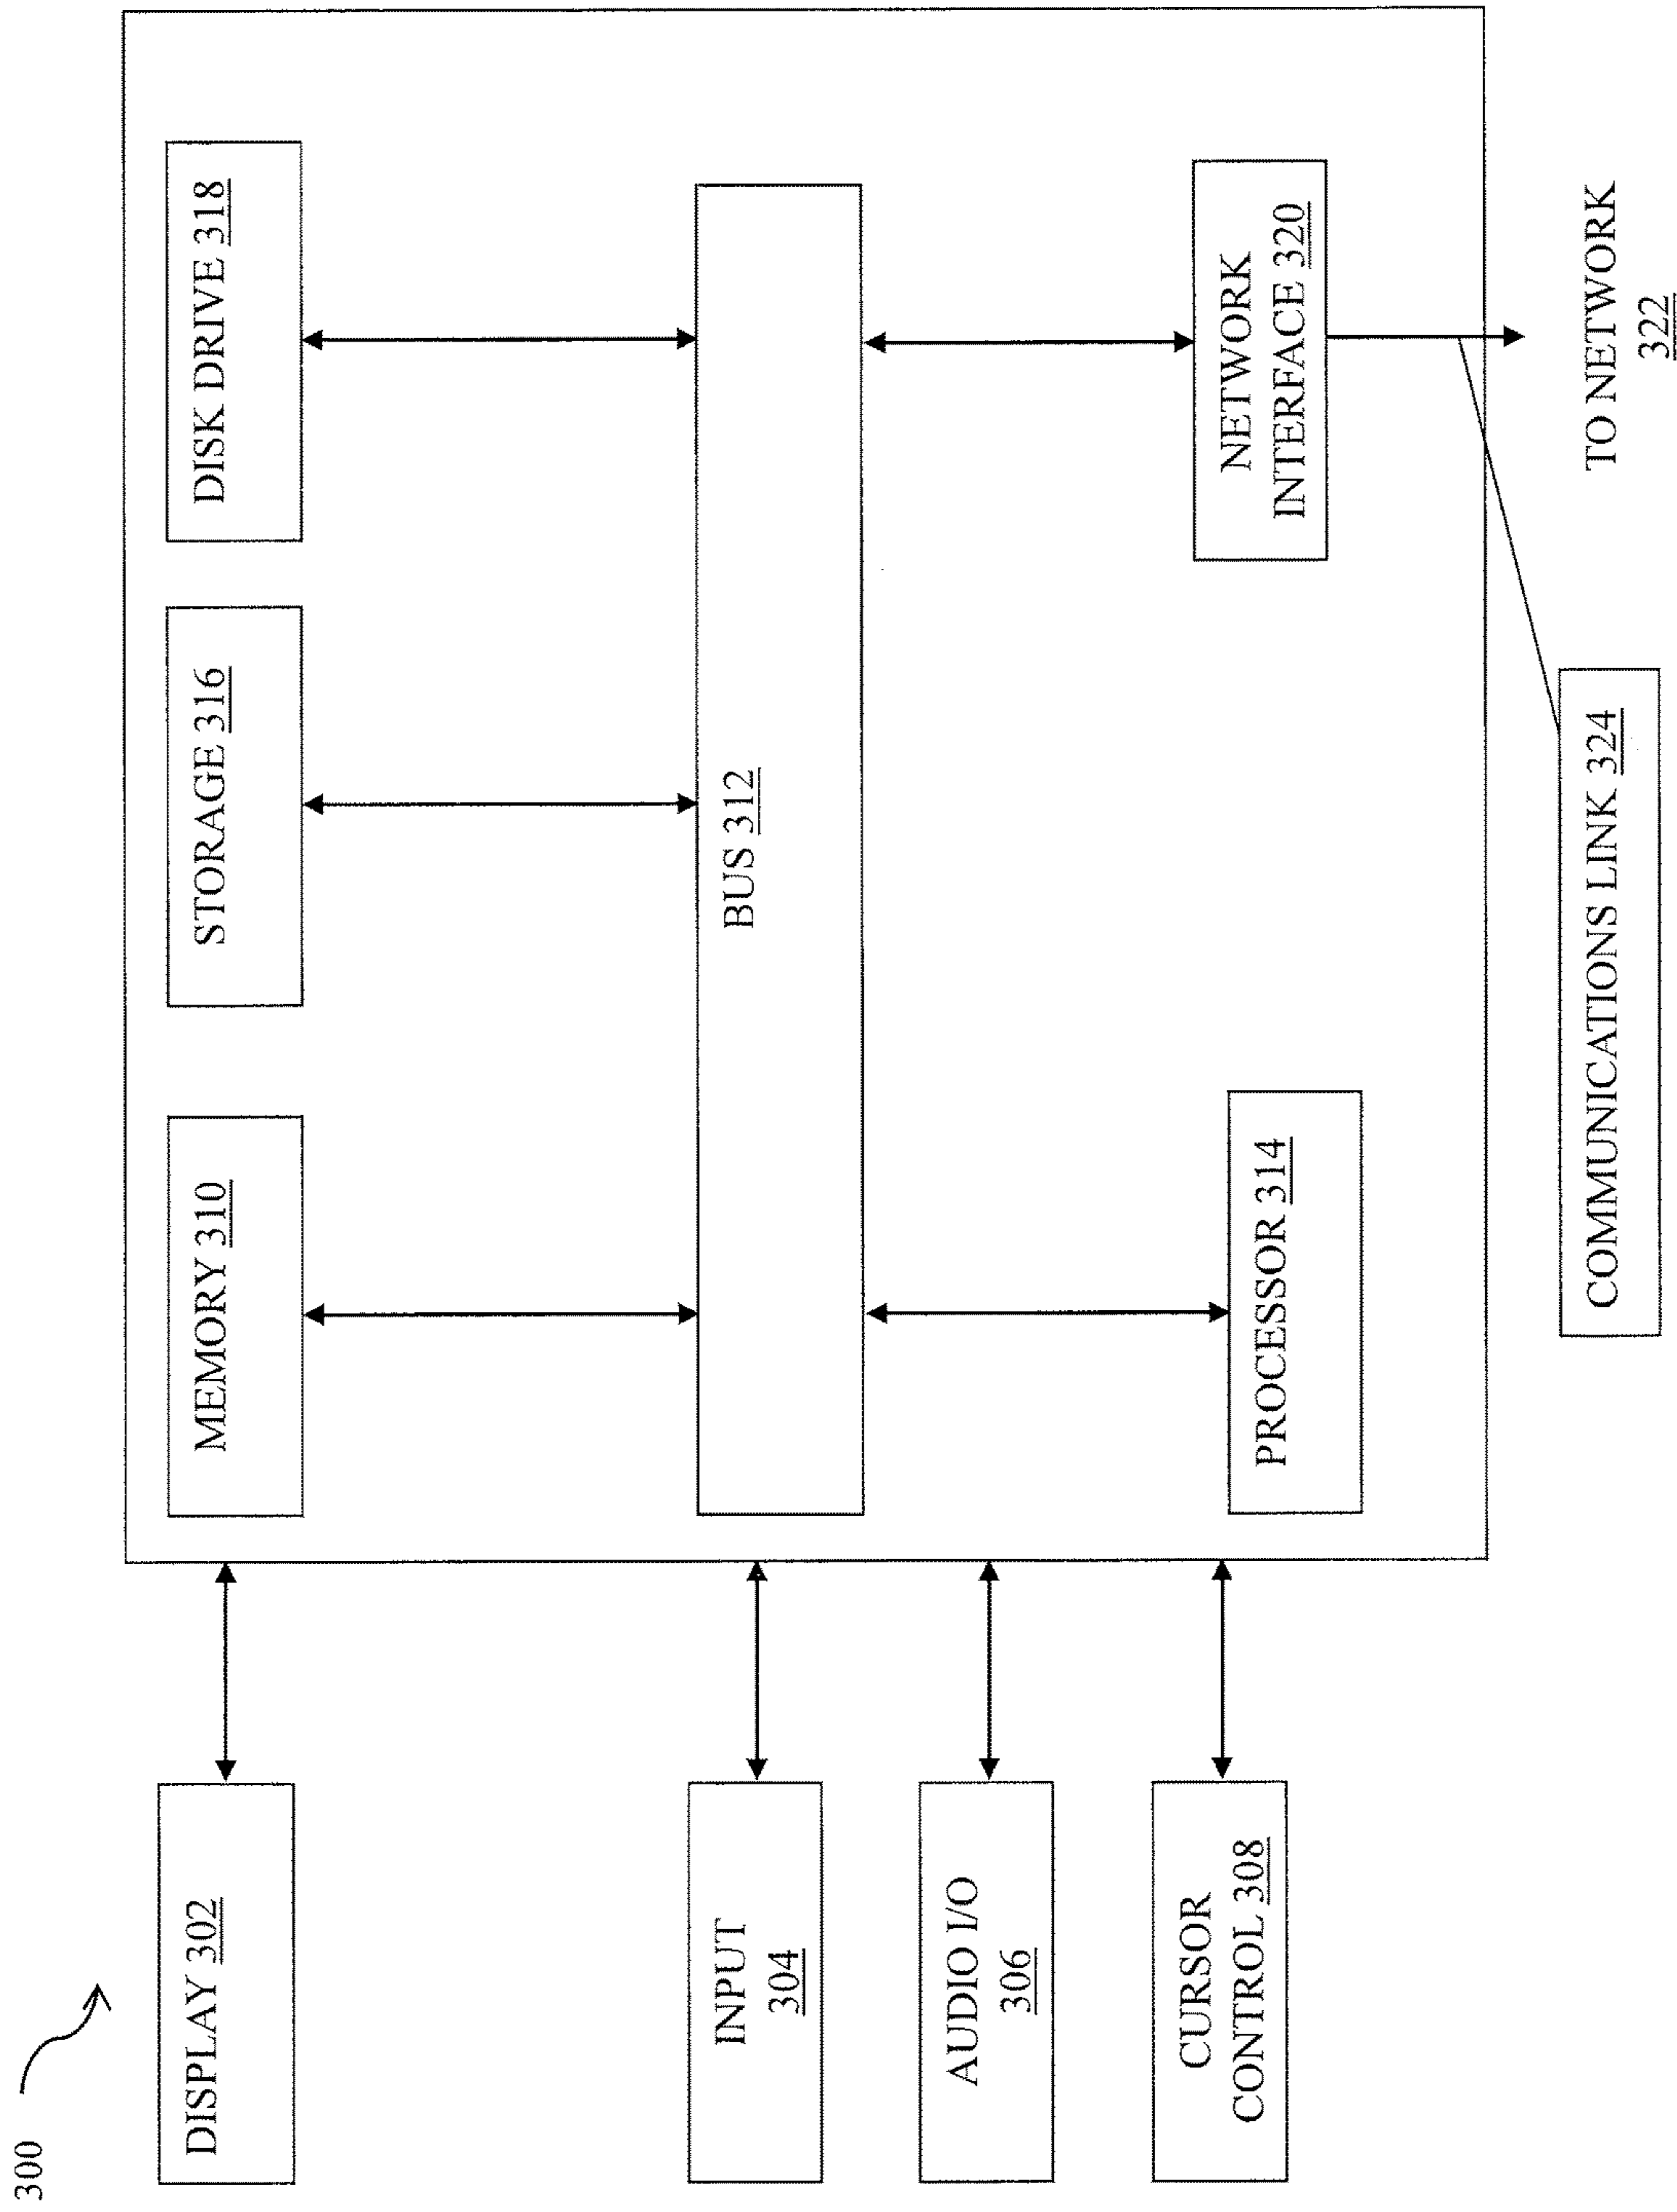 300
DISPLAY 302
INPUT
304
AUDIO I/O
306
CURSOR
CONTROL 308
MEMORY 310
STORAGE 316
DISK DRIVE 318
BUS 312
PROCESSOR 314
NETWORK
INTERFACE 320
COMMUNICATIONS LINK 324
TO NETWORK
322